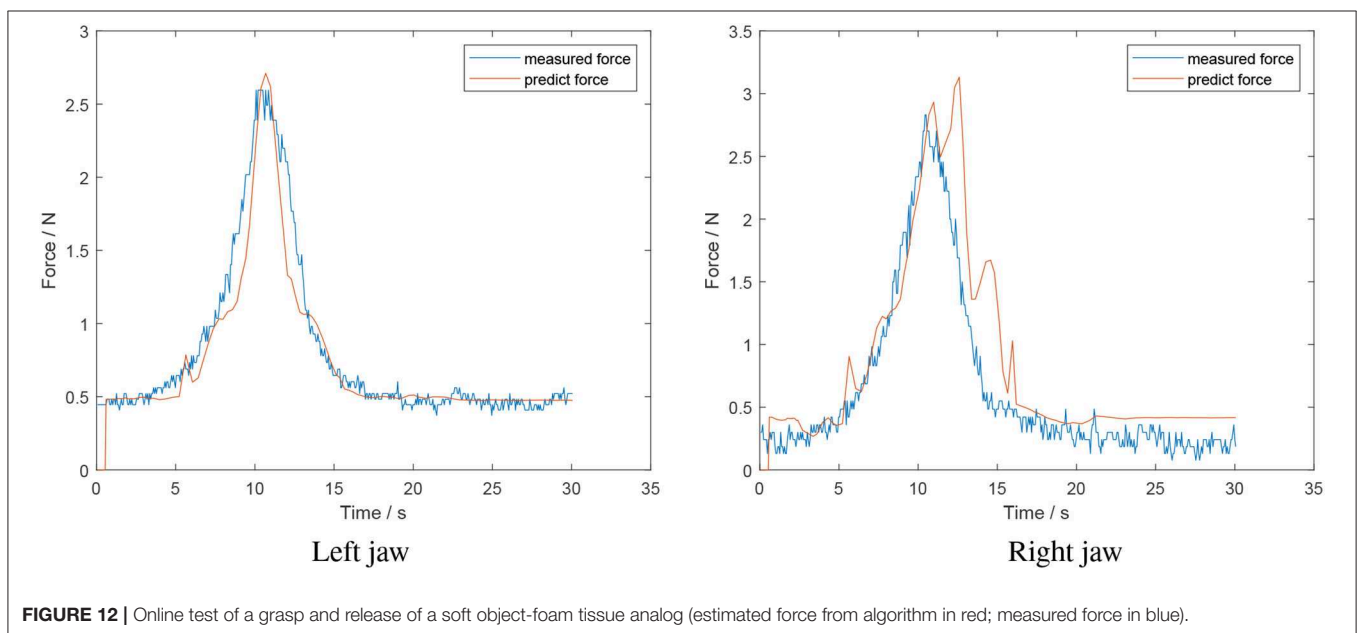 3
2.5
2
1.5
1
0.5
0
Force / N
measured force
predict force
0 5 10 15 20 25 30 35
Time / s
Left jaw
3.5
3
2.5
2
1.5
1
0.5
0
Force / N
measured force
predict force
0 5 10 15 20 25 30 35
Time / s
Right jaw
FIGURE 12 | Online test of a grasp and release of a soft object-foam tissue analog (estimated force from algorithm in red; measured force in blue).